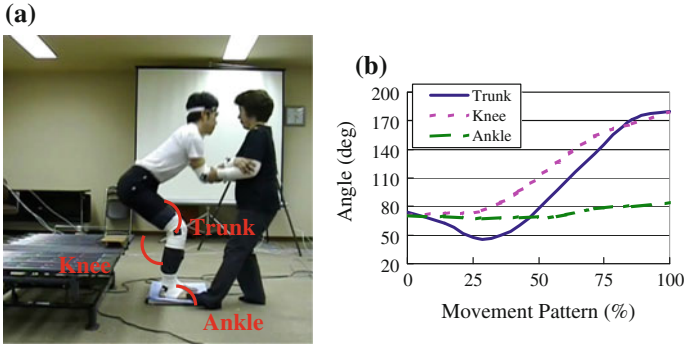 (a)
Trunk
Knee
Ankle
(b)
Trunk
Knee
Ankle
Angle (deg)
200
170
140
110
80
50
20
0
25
50
75
100
Movement Pattern (%)